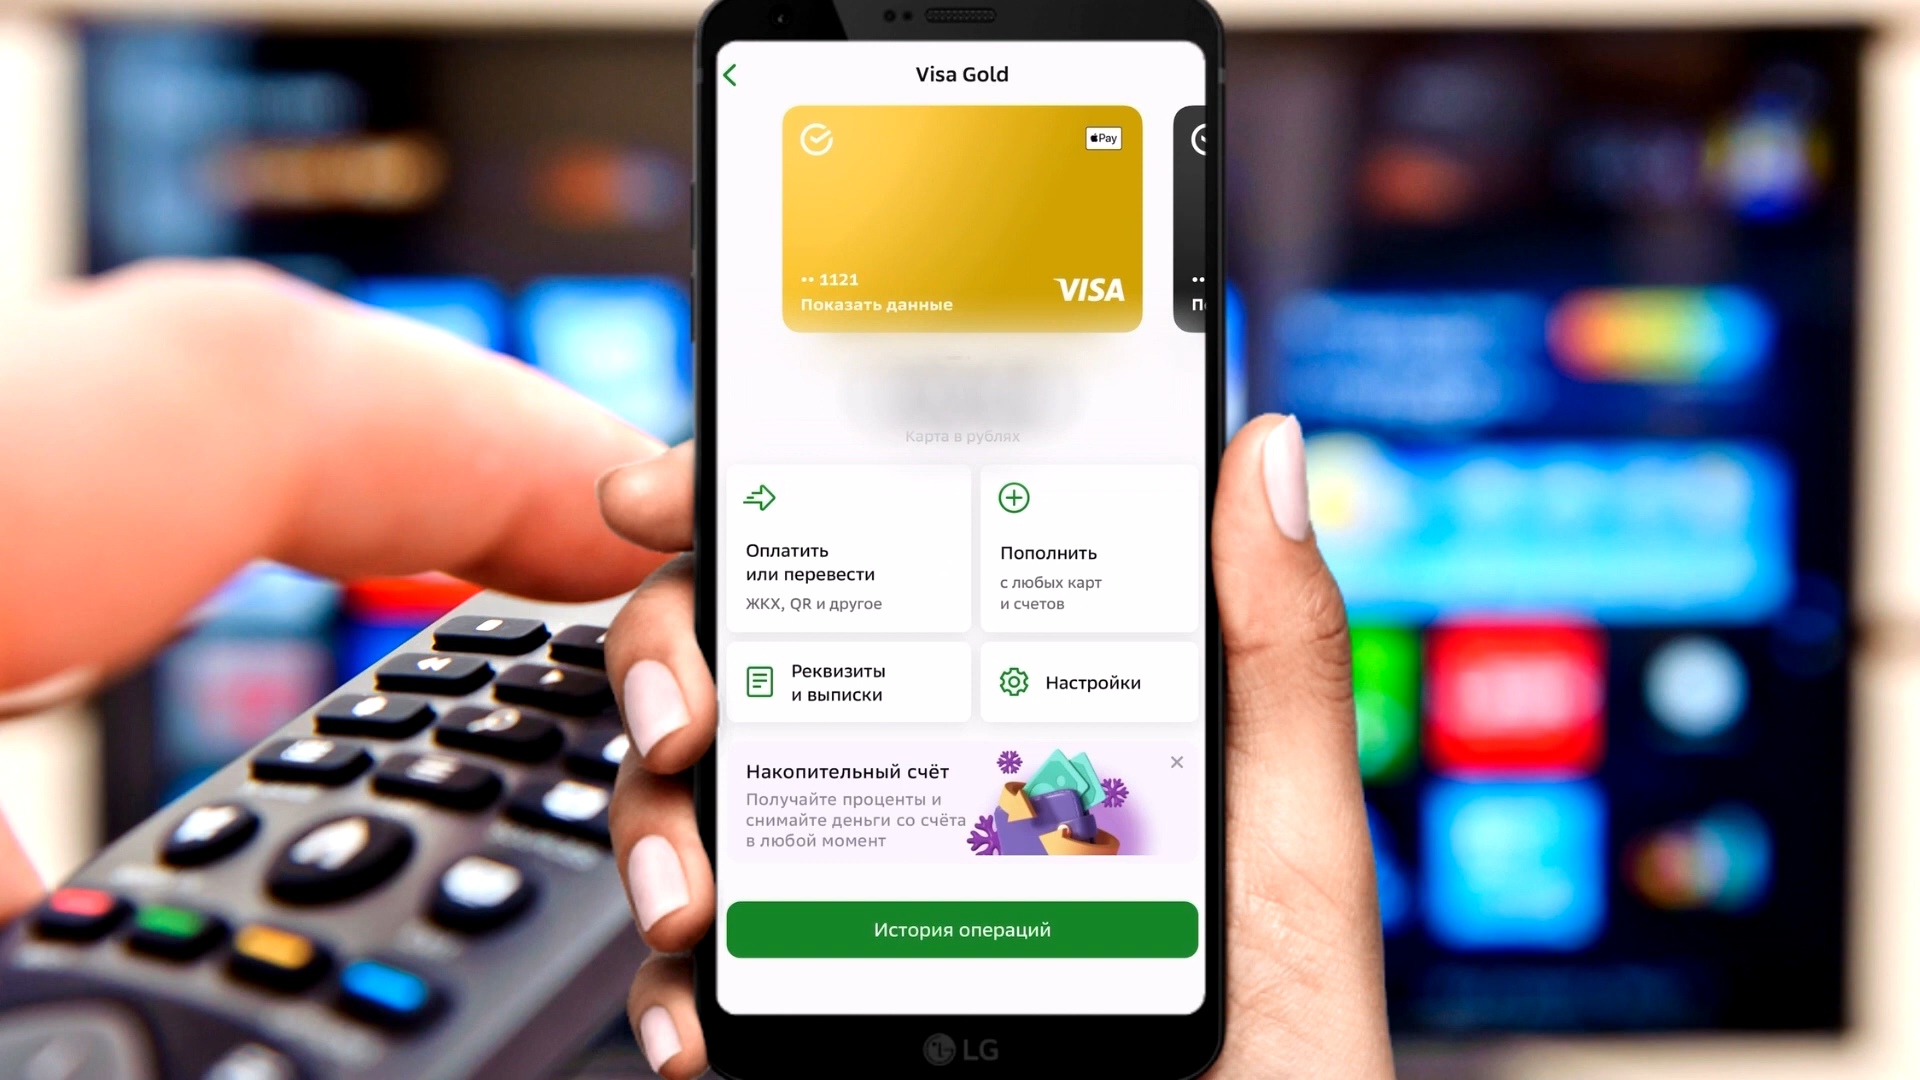 Visa Gold
Pay
•• 1121
Показать данные
VISA
••
Карта в рублях
Оплатить
или перевести
ЖКХ, QR и другое
Пополнить
с любых карт
и счетов
Реквизиты
и выписки
Настройки
Накопительный счёт
Получайте проценты и
снимайте деньги со счёта
в любой момент
История операций
LG